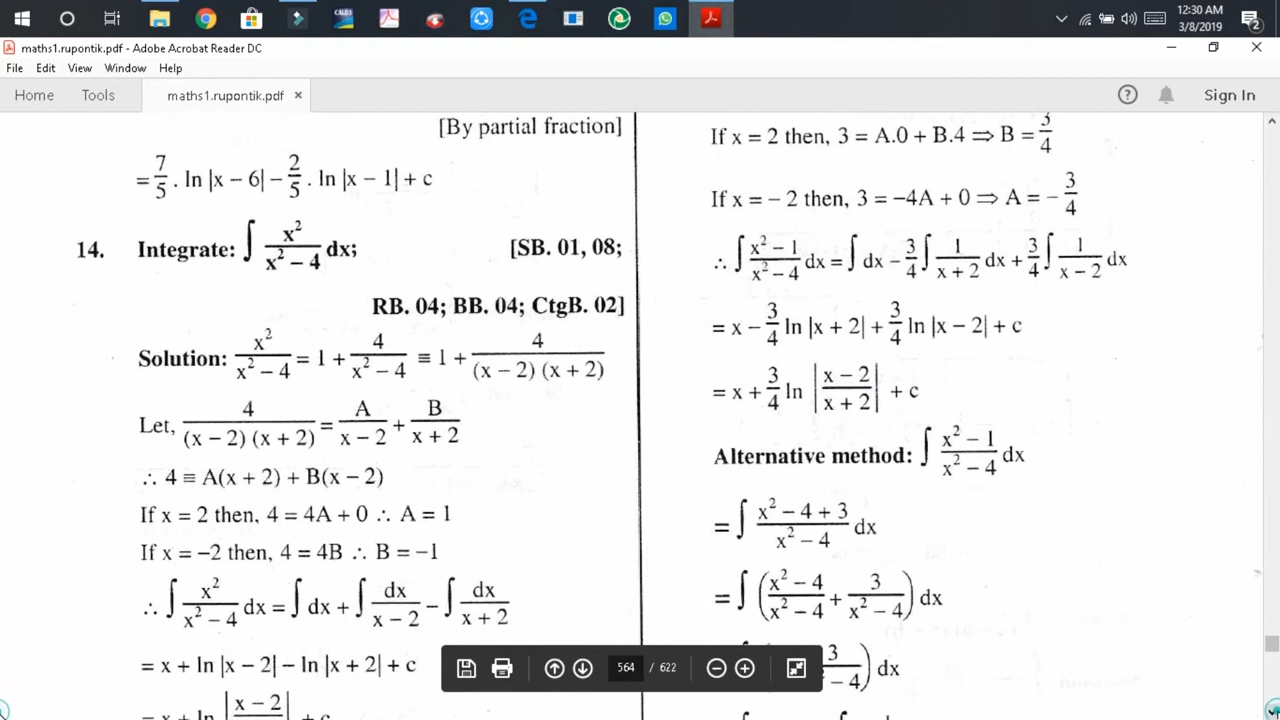 12:30 AM
3/8/2019
2
maths1.rupontik.pdf - Adobe Acrobat Reader DC
File Edit View Window Help
Home Tools maths1.rupontik.pdf × ? Sign In
[By partial fraction]
= 7/5 . ln |x − 6| − 2/5 . ln |x − 1| + c
14. Integrate: ∫ x²/(x² − 4) dx; [SB. 01, 08;
RB. 04; BB. 04; CtgB. 02]
Solution: x²/(x² − 4) = 1 + 4/(x² − 4) ≡ 1 + 4/((x − 2) (x + 2))
Let, 4/((x − 2) (x + 2)) = A/(x − 2) + B/(x + 2)
∴ 4 ≡ A(x + 2) + B(x − 2)
If x = 2 then, 4 = 4A + 0 ∴ A = 1
If x = −2 then, 4 = 4B ∴ B = −1
∴ ∫ x²/(x² − 4) dx = ∫ dx + ∫ dx/(x − 2) − ∫ dx/(x + 2)
= x + ln |x − 2| − ln |x + 2| + c
= x + ln |(x − 2)/
If x = 2 then, 3 = A.0 + B.4 ⇒ B = 3/4
If x = − 2 then, 3 = −4A + 0 ⇒ A = − 3/4
∴ ∫ (x² − 1)/(x² − 4) dx = ∫ dx − 3/4 ∫ 1/(x + 2) dx + 3/4 ∫ 1/(x − 2) dx
= x − 3/4 ln |x + 2| + 3/4 ln |x − 2| + c
= x + 3/4 ln |(x − 2)/(x + 2)| + c
Alternative method: ∫ (x² − 1)/(x² − 4) dx
= ∫ (x² − 4 + 3)/(x² − 4) dx
= ∫ ((x² − 4)/(x² − 4) + 3/(x² − 4)) dx
3/( − 4)) dx
564 / 622